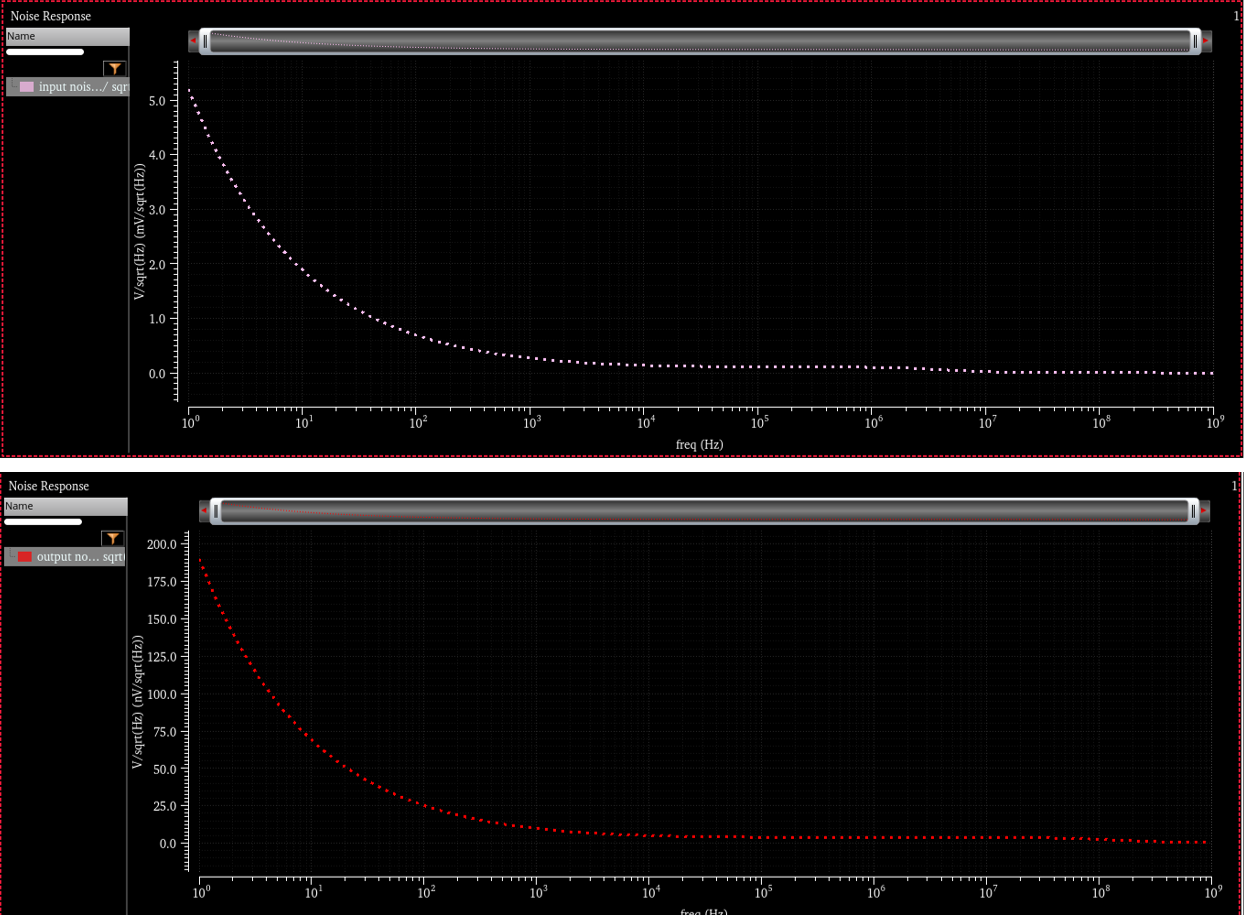 Noise Response
1
Name
input nois.../ sqr
5.0
4.0
3.0
2.0
1.0
0.0
V/sqrt(Hz) (mV/sqrt(Hz))
10⁰ 10¹ 10² 10³ 10⁴ 10⁵ 10⁶ 10⁷ 10⁸ 10⁹
freq (Hz)
Noise Response
1
Name
output no... sqrt
200.0
175.0
150.0
125.0
100.0
75.0
50.0
25.0
0.0
V/sqrt(Hz) (nV/sqrt(Hz))
10⁰ 10¹ 10² 10³ 10⁴ 10⁵ 10⁶ 10⁷ 10⁸ 10⁹
freq (Hz)